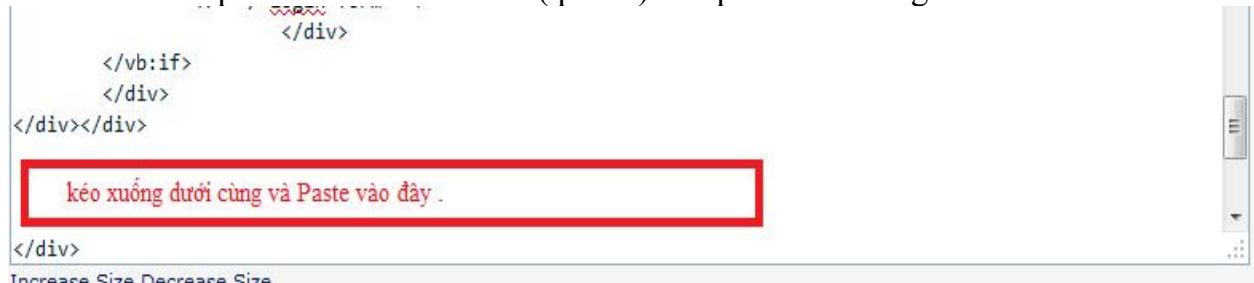 </div>
</vb:if>
</div>
</div></div>
kéo xuống dưới cùng và Paste vào đây .
</div>
Increase Size Decrease Size